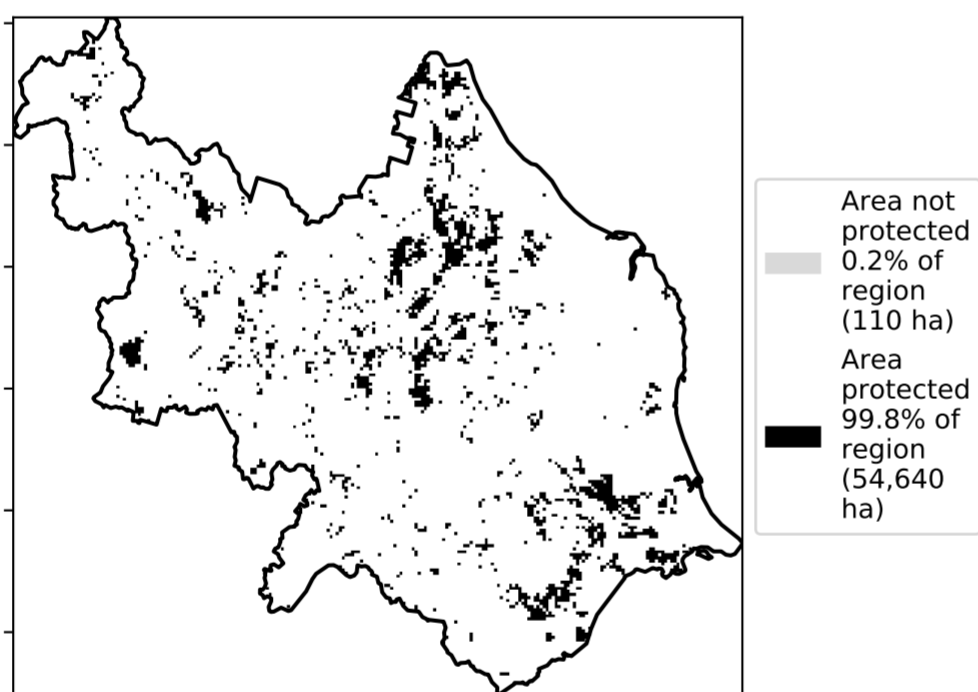 Area not
protected
0.2% of
region
(110 ha)
Area
protected
99.8% of
region
(54,640
ha)